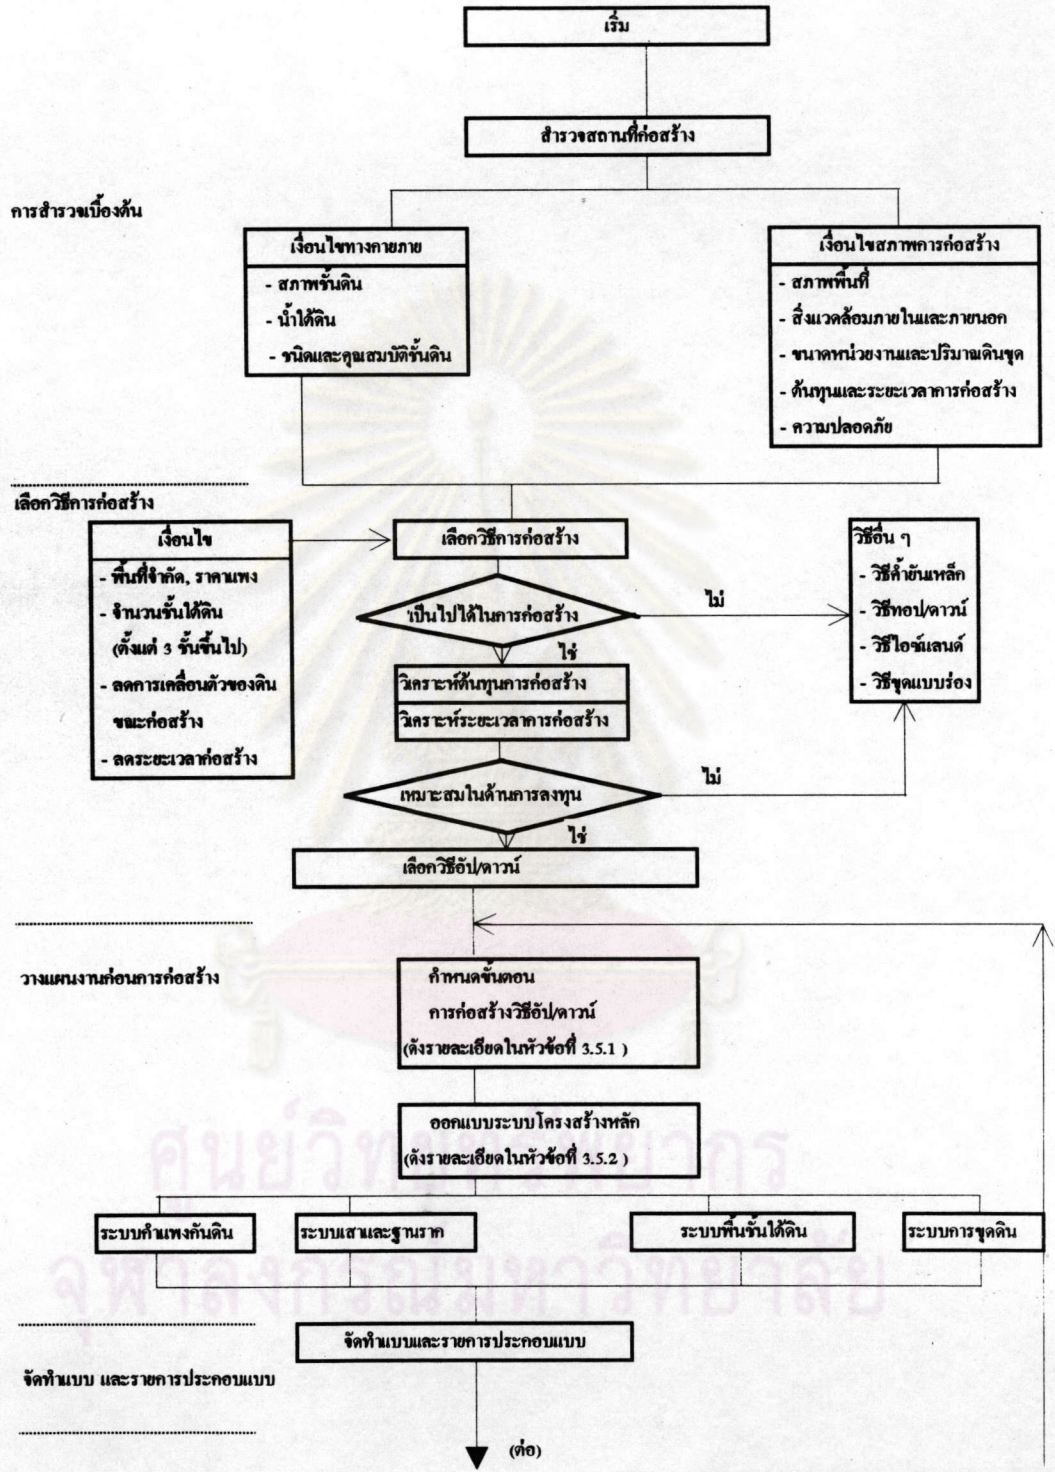 เริ่ม
สำรวจสถานที่ก่อสร้าง
การสำรวจเบื้องต้น
เงื่อนไขทางกายภาย
- สภาพชั้นดิน
- น้ำใต้ดิน
- ชนิดและคุณสมบัติชั้นดิน
เงื่อนไขสภาพการก่อสร้าง
- สภาพพื้นที่
- สิ่งแวดล้อมภายในและภายนอก
- ขนาดหน่วยงานและปริมาณดินขุด
- ต้นทุนและระยะเวลาการก่อสร้าง
- ความปลอดภัย
เลือกวิธีการก่อสร้าง
เงื่อนไข
- พื้นที่จำกัด, ราคาแพง
- จำนวนชั้นใต้ดิน
(ตั้งแต่ 3 ชั้นขึ้นไป)
- ลดการเคลื่อนตัวของดิน
ขณะก่อสร้าง
- ลดระยะเวลาก่อสร้าง
เลือกวิธีการก่อสร้าง
เป็นไปได้ในการก่อสร้าง
ไม่
ใช่
วิเคราะห์ต้นทุนการก่อสร้าง
วิเคราะห์ระยะเวลาการก่อสร้าง
เหมาะสมในด้านการลงทุน
ไม่
ใช่
วิธีอื่น ๆ
- วิธีค้ำยันเหล็ก
- วิธีทอป/ดาวน์
- วิธีไอซ์แลนด์
- วิธีขุดแบบร่อง
เลือกวิธีอัป/ดาวน์
วางแผนงานก่อนการก่อสร้าง
กำหนดขั้นตอน
การก่อสร้างวิธีอัป/ดาวน์
(ดังรายละเอียดในหัวข้อที่ 3.5.1 )
ออกแบบระบบโครงสร้างหลัก
(ดังรายละเอียดในหัวข้อที่ 3.5.2 )
ระบบกำแพงกันดิน
ระบบเสาและฐานราก
ระบบพื้นชั้นใต้ดิน
ระบบการขุดดิน
ศูนย์วิทยทรัพยากร
จุฬาลงกรณ์มหาวิทยาลัย
จัดทำแบบและรายการประกอบแบบ
จัดทำแบบ และรายการประกอบแบบ
(ต่อ)